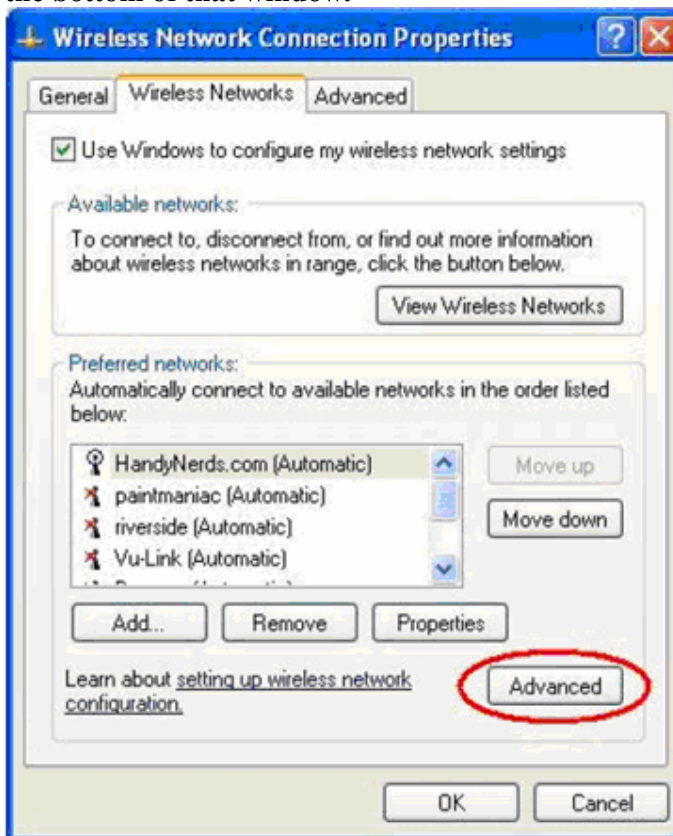 the bottom of that window.
Wireless Network Connection Properties
General Wireless Networks Advanced
Use Windows to configure my wireless network settings
Available networks:
To connect to, disconnect from, or find out more information
about wireless networks in range, click the button below.
View Wireless Networks
Preferred networks:
Automatically connect to available networks in the order listed
below:
HandyNerds.com (Automatic)
Move up
paintmaniac (Automatic)
riverside (Automatic)
Move down
Vu-Link (Automatic)
Add... Remove Properties
Learn about setting up wireless network
configuration.
Advanced
OK Cancel